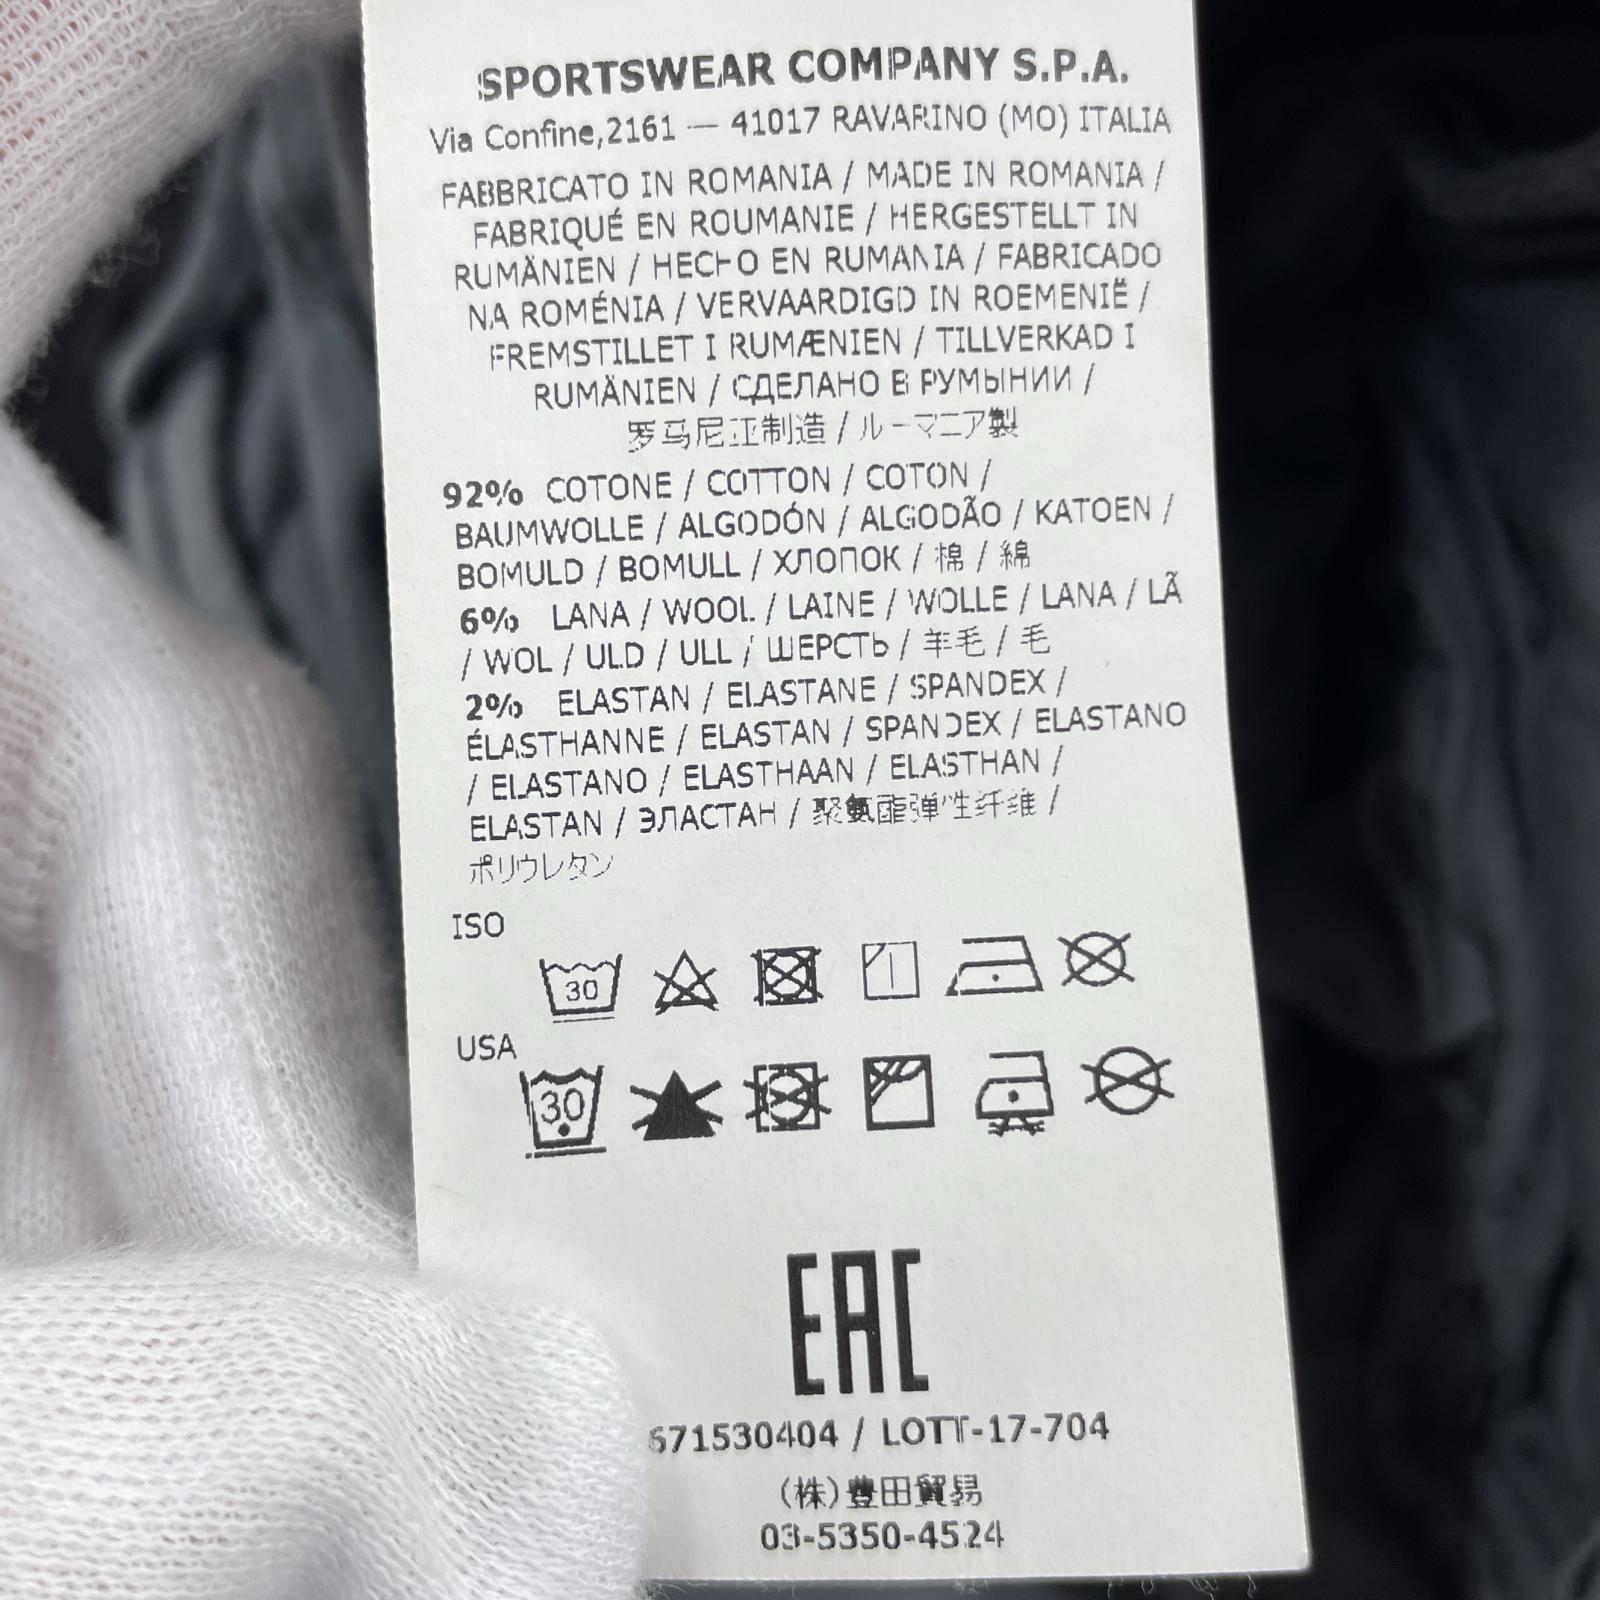 SPORTSWEAR COMPANY S.P.A.
Via Confine,2161 — 41017 RAVARINO (MO) ITALIA
FABBRICATO IN ROMANIA / MADE IN ROMANIA /
FABRIQUÉ EN ROUMANIE / HERGESTELLT IN
RUMÄNIEN / HECHO EN RUMANIA / FABRICADO
NA ROMÉNIA / VERVAARDIGD IN ROEMENIË /
FREMSTILLET I RUMÆNIEN / TILLVERKAD I
RUMÄNIEN / СДЕЛАНО В РУМЫНИИ /
罗马尼亚制造 / ルーマニア製
92% COTONE / COTTON / COTON /
BAUMWOLLE / ALGODÓN / ALGODÃO / KATOEN /
BOMULD / BOMULL / ХЛОПОК / 棉 / 綿
6% LANA / WOOL / LAINE / WOLLE / LANA / LÃ
/ WOL / ULD / ULL / ШЕРСТЬ / 羊毛 / 毛
2% ELASTAN / ELASTANE / SPANDEX /
ÉLASTHANNE / ELASTAN / SPANDEX / ELASTANO
/ ELASTANO / ELASTHAAN / ELASTHAN /
ELASTAN / ЭЛАСТАН / 聚氨酯弹性纤维 /
ポリウレタン
ISO
30
USA
30
EAC
671530404 / LOTT-17-704
(株)豊田貿易
03-5350-4524